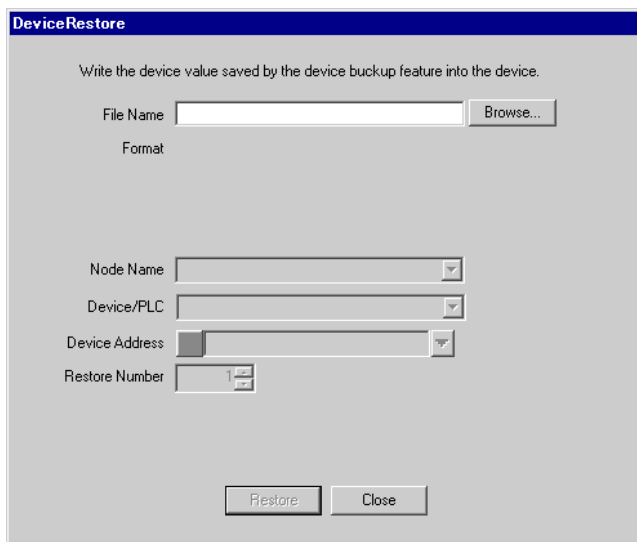 DeviceRestore
Write the device value saved by the device buckup feature into the device.
File Name Browse...
Format
Node Name
Device/PLC
Device Address
Restore Number 1
Restore Close